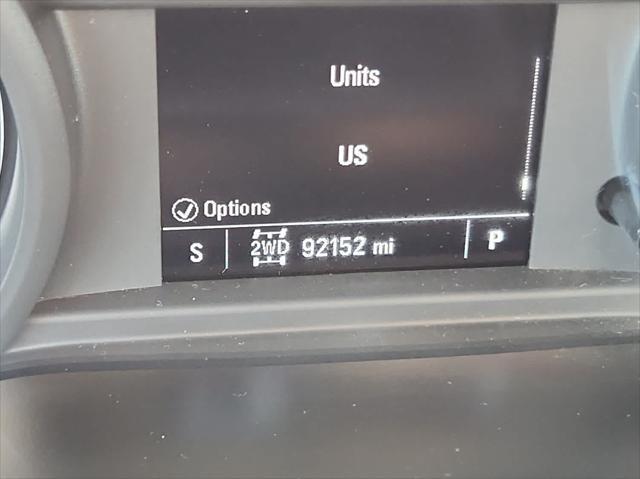 Units
US
Options
S 2WD 92152 mi P